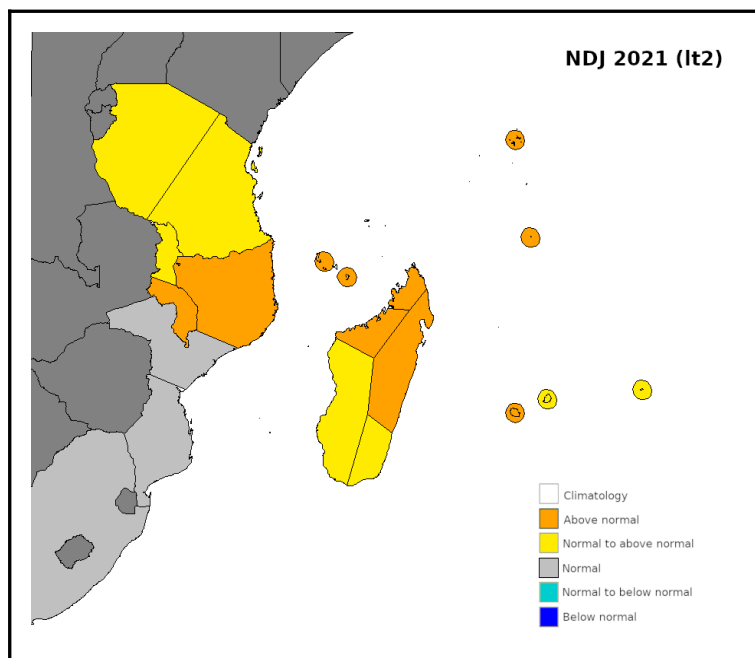 NDJ 2021 (lt2)
Climatology
Above normal
Normal to above normal
Normal
Normal to below normal
Below normal